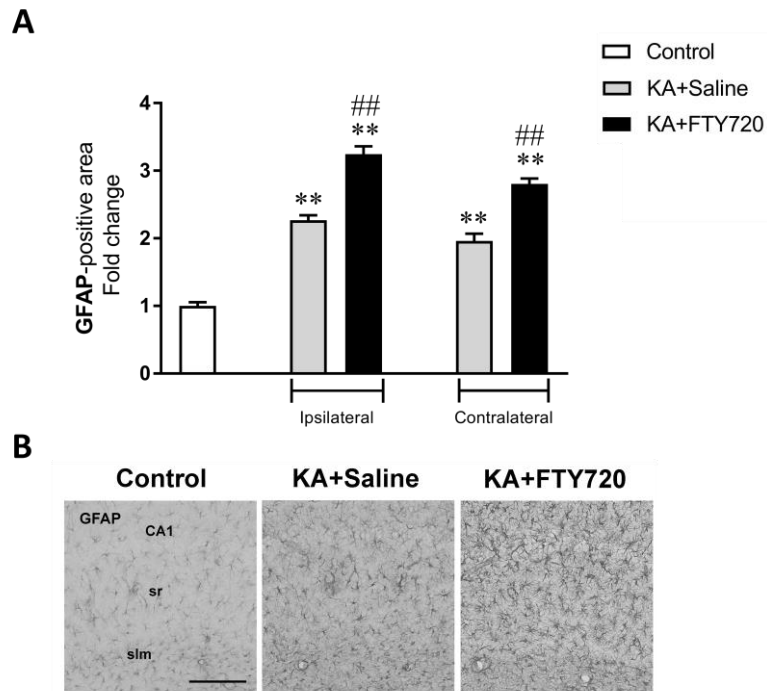 A
Control
KA+Saline
KA+FTY720
GFAP-positive area
Fold change
4
3
2
1
0
**
##
**
**
##
**
Ipsilateral
Contralateral
B
Control
KA+Saline
KA+FTY720
GFAP
CA1
sr
slm